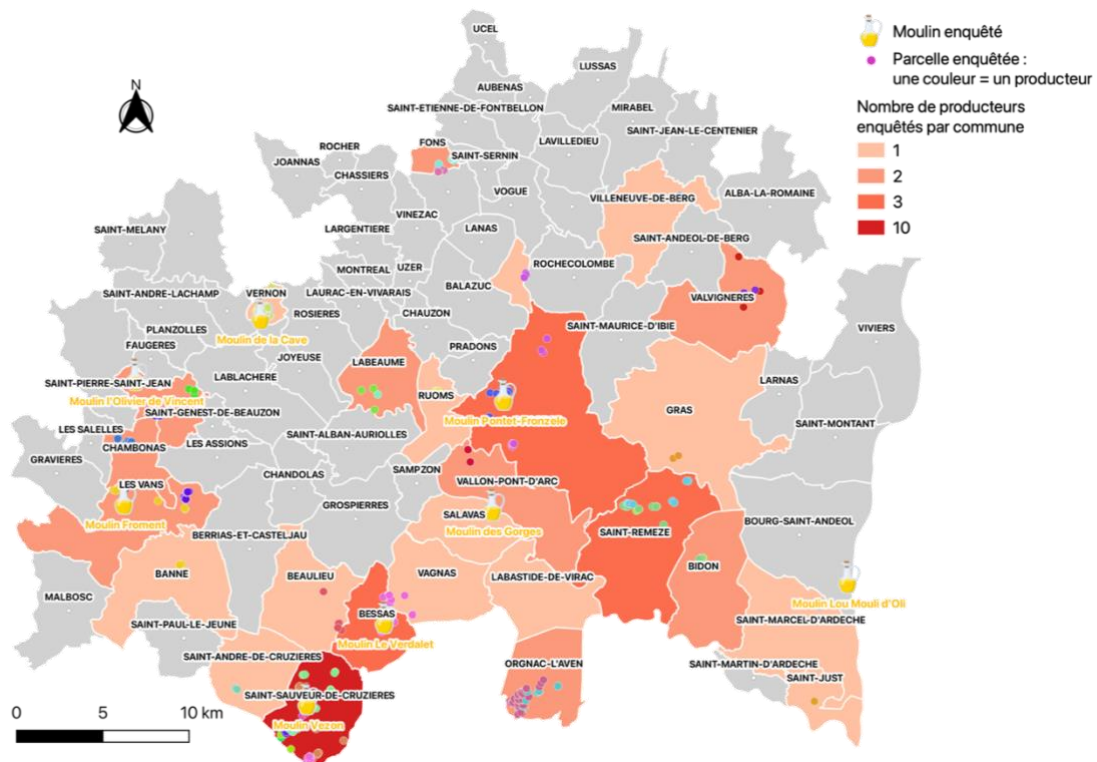 UCEL
Moulin enquêté
LUSSAS
Parcelle enquêtée :
une couleur = un producteur
AUBENAS
N
SAINT-ETIENNE-DE-FONTBELLON
MIRABEL
Nombre de producteurs
enquêtés par commune
SAINT-JEAN-LE-CENTENIER
FONS
LAVILLEDIEU
ROCHER
1
SAINT-SERNIN
JOANNAS
CHASSIERS
2
VOGUE
VILLENEUVE-DE-BERG
ALBA-LA-ROMAINE
3
VINEZAC
10
SAINT-MELANY
LARGENTIERE
LANAS
SAINT-ANDEOL-DE-BERG
ROCHECOLOMBE
MONTREAL
UZER
BALAZUC
SAINT-ANDRE-LACHAMP
VERNON
LAURAC-EN-VIVARAIS
VALVIGNERES
ROSIERES
CHAUZON
PLANZOLLES
SAINT-MAURICE-D'IBIE
VIVIERS
Moulin de la Cave
FAUGERES
PRADONS
JOYEUSE
LABEAUME
LABLACHERE
SAINT-PIERRE-SAINT-JEAN
LARNAS
RUOMS
Moulin l'Olivier de Vincent
GRAS
SAINT-GENEST-DE-BEAUZON
Moulin Pontet-Fronzele
SAINT-MONTANT
LES SALELLES
SAINT-ALBAN-AURIOLLES
LES ASSIONS
CHAMBONAS
GRAVIERES
SAMPZON
CHANDOLAS
VALLON-PONT-D'ARC
LES VANS
GROSPIERRES
SALAVAS
BOURG-SAINT-ANDEOL
Moulin Froment
Moulin des Gorges
SAINT-REMEZE
BERRIAS-ET-CASTELJAU
BIDON
BANNE
BEAULIEU
VAGNAS
LABASTIDE-DE-VIRAC
MALBOSC
Moulin Lou Mouli d'Oli
BESSAS
SAINT-MARCEL-D'ARDECHE
SAINT-PAUL-LE-JEUNE
Moulin Le Verdalet
SAINT-ANDRE-DE-CRUZIERES
ORGNAC-L'AVEN
SAINT-MARTIN-D'ARDECHE
SAINT-JUST
SAINT-SAUVEUR-DE-CRUZIERES
0 5 10 km
Moulin Vezon